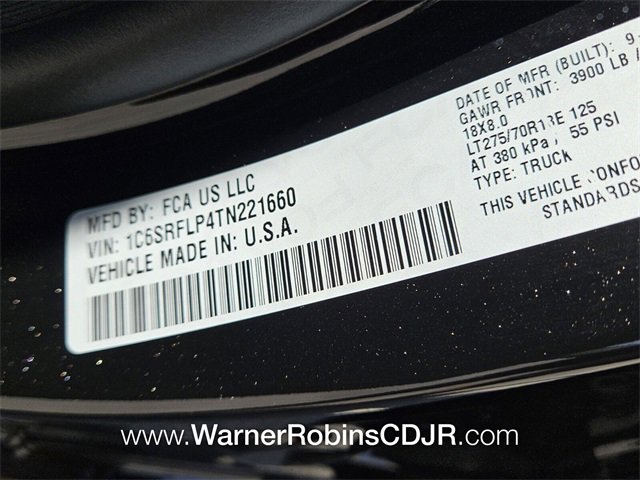 MFD BY: FCA US LLC
VIN: 1C6SRFLP4TN221660
VEHICLE MADE IN: U.S.A.
DATE OF MFR (BUILT): 9
GAWR FRONT: 3900 LB
18X8.0
LT275/70R18E 125
AT 380 kPa, 55 PSI
TYPE: TRUCK
THIS VEHICLE
STANDARDS
www.WarnerRobinsCDJR.com